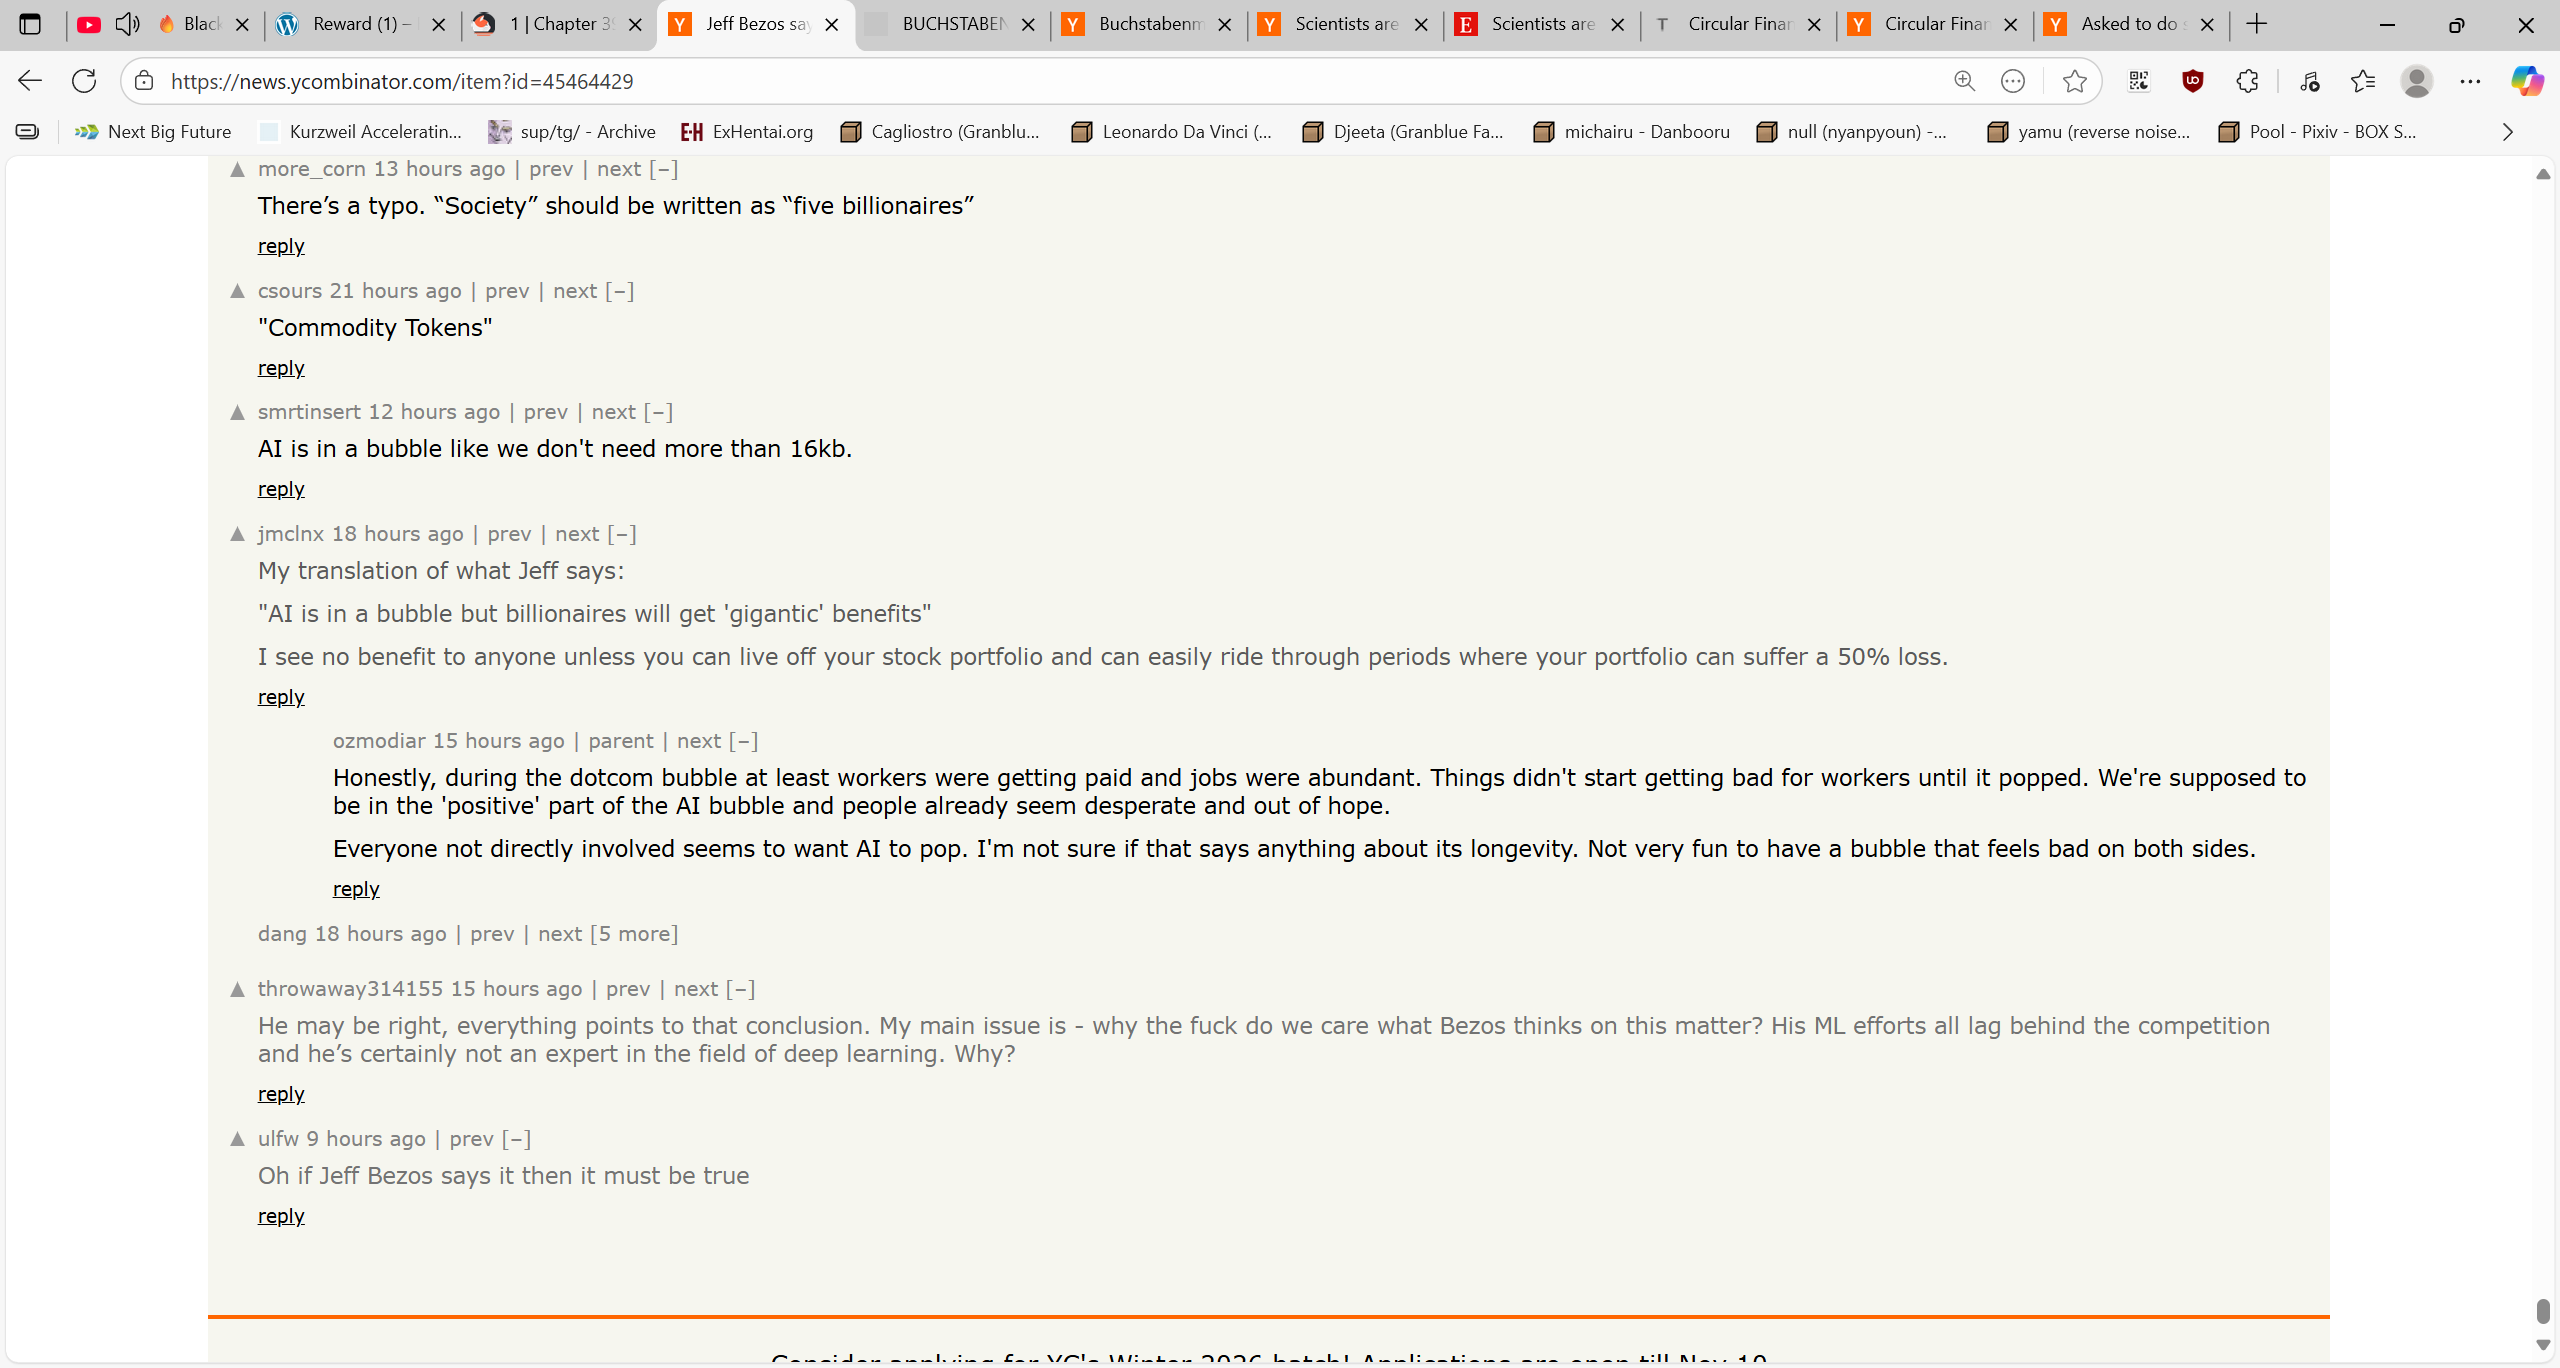 Black
Reward (1) –
1 | Chapter 39
Jeff Bezos say
BUCHSTABEN
Buchstabenm
Scientists are
Scientists are
Circular Finan
Circular Finan
Asked to do s
https://news.ycombinator.com/item?id=45464429
Next Big Future
Kurzweil Acceleratin...
sup/tg/ - Archive
ExHentai.org
Cagliostro (Granblu...
Leonardo Da Vinci (...
Djeeta (Granblue Fa...
michairu - Danbooru
null (nyanpyoun) -...
yamu (reverse noise...
Pool - Pixiv - BOX S...
more_corn 13 hours ago | prev | next [–]
There’s a typo. “Society” should be written as “five billionaires”
reply
csours 21 hours ago | prev | next [–]
"Commodity Tokens"
reply
smrtinsert 12 hours ago | prev | next [–]
AI is in a bubble like we don't need more than 16kb.
reply
jmclnx 18 hours ago | prev | next [–]
My translation of what Jeff says:
"AI is in a bubble but billionaires will get 'gigantic' benefits"
I see no benefit to anyone unless you can live off your stock portfolio and can easily ride through periods where your portfolio can suffer a 50% loss.
reply
ozmodiar 15 hours ago | parent | next [–]
Honestly, during the dotcom bubble at least workers were getting paid and jobs were abundant. Things didn't start getting bad for workers until it popped. We're supposed to
be in the 'positive' part of the AI bubble and people already seem desperate and out of hope.
Everyone not directly involved seems to want AI to pop. I'm not sure if that says anything about its longevity. Not very fun to have a bubble that feels bad on both sides.
reply
dang 18 hours ago | prev | next [5 more]
throwaway314155 15 hours ago | prev | next [–]
He may be right, everything points to that conclusion. My main issue is - why the fuck do we care what Bezos thinks on this matter? His ML efforts all lag behind the competition
and he’s certainly not an expert in the field of deep learning. Why?
reply
ulfw 9 hours ago | prev [–]
Oh if Jeff Bezos says it then it must be true
reply
Consider applying for YC's Winter 2026 batch! Applications are open till Nov 10